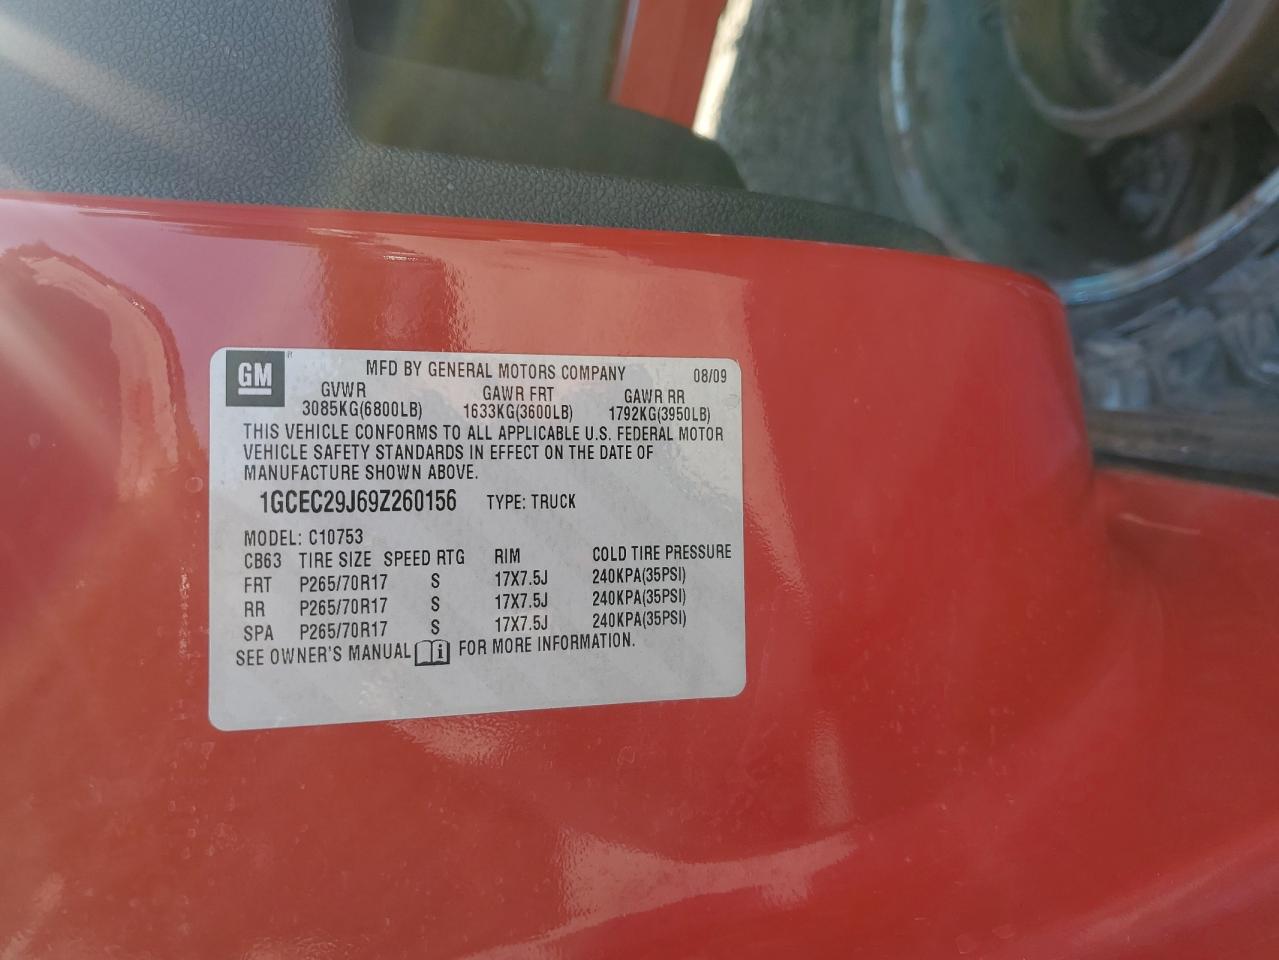 GM ®
MFD BY GENERAL MOTORS COMPANY 08/09
GVWR GAWR FRT GAWR RR
3085KG(6800LB) 1633KG(3600LB) 1792KG(3950LB)
THIS VEHICLE CONFORMS TO ALL APPLICABLE U.S. FEDERAL MOTOR
VEHICLE SAFETY STANDARDS IN EFFECT ON THE DATE OF
MANUFACTURE SHOWN ABOVE.
1GCEC29J69Z260156 TYPE: TRUCK
MODEL: C10753
CB63 TIRE SIZE SPEED RTG RIM COLD TIRE PRESSURE
FRT P265/70R17 S 17X7.5J 240KPA(35PSI)
RR P265/70R17 S 17X7.5J 240KPA(35PSI)
SPA P265/70R17 S 17X7.5J 240KPA(35PSI)
SEE OWNER'S MANUAL i FOR MORE INFORMATION.